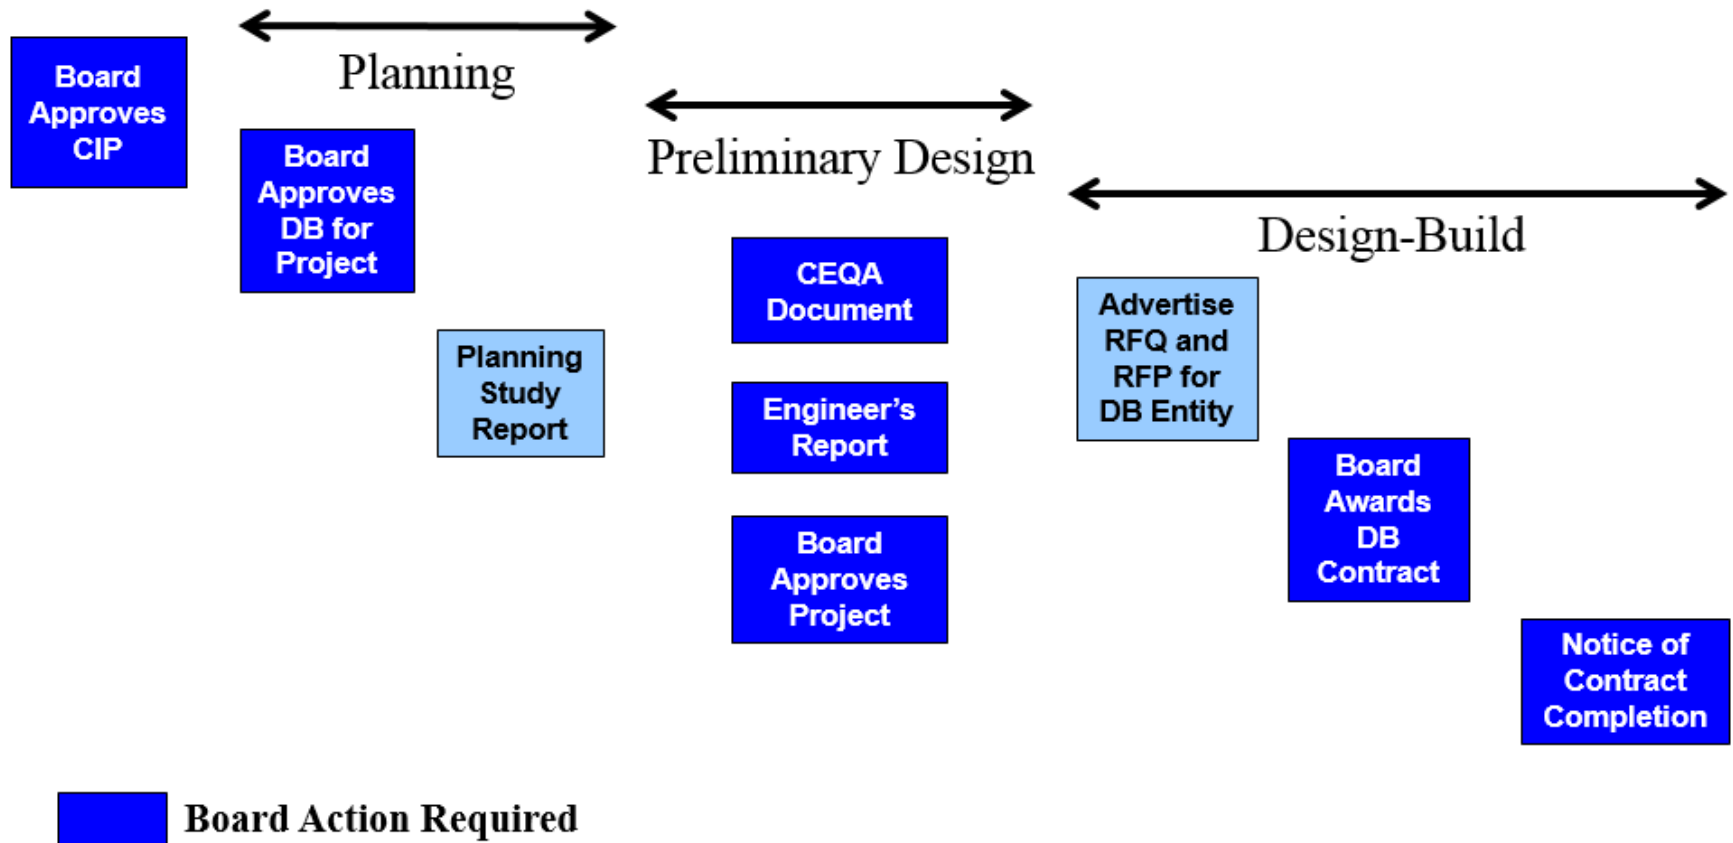 Board
Approves
CIP
Planning
Board
Approves
DB for
Project
Planning
Study
Report
Preliminary Design
CEQA
Document
Engineer’s
Report
Board
Approves
Project
Design-Build
Advertise
RFQ and
RFP for
DB Entity
Board
Awards
DB
Contract
Notice of
Contract
Completion
Board Action Required